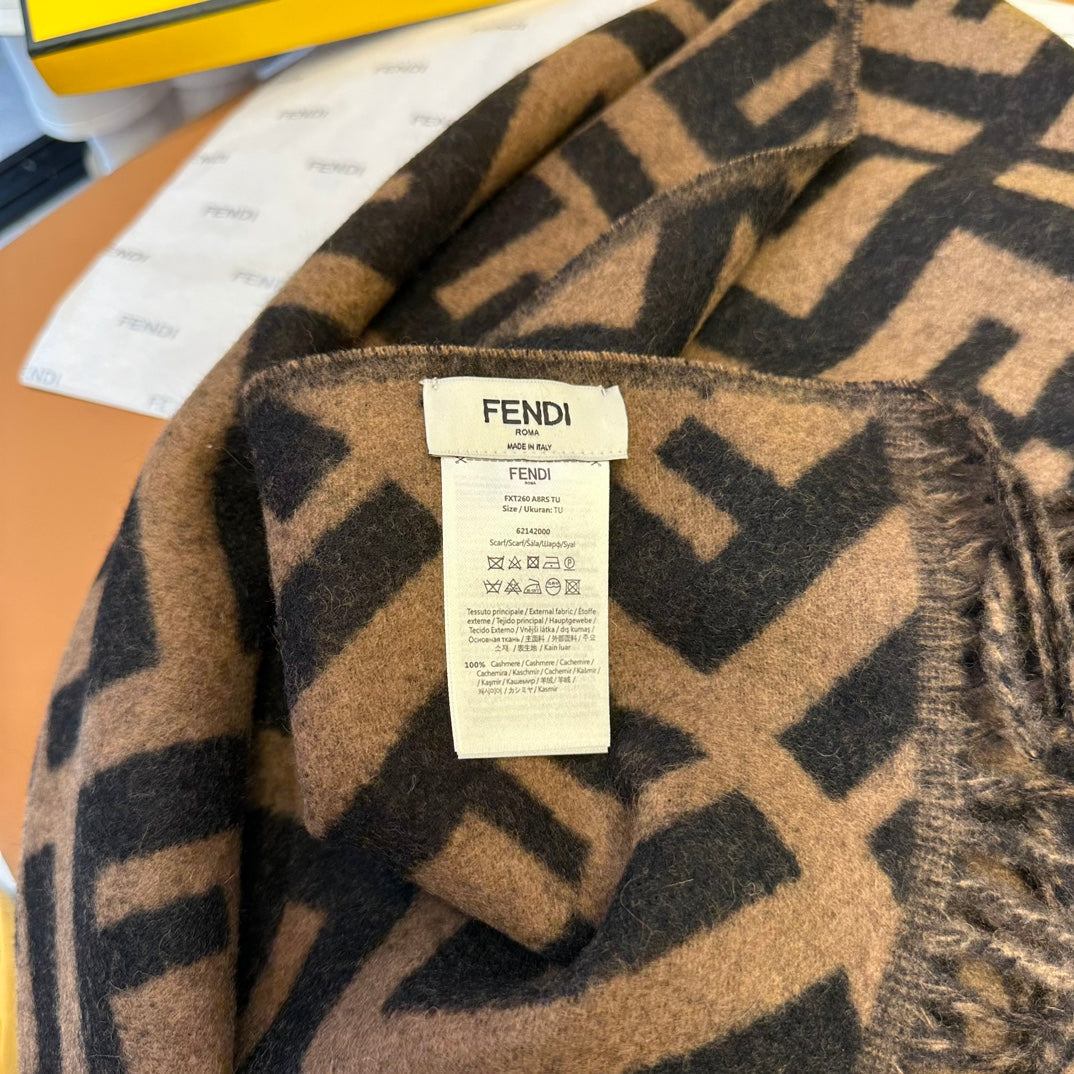 FENDI
FENDI
FENDI
FENDI
FENDI
FENDI
FENDI
FENDI
ROMA
MADE IN ITALY
FENDI
ROMA
FXT260 A8RS TU
Size / Ukuran: TU
62142000
Scarf/Scarf/Šála/Шарф/Syal
Tessuto principale / External fabric / Étoffe
externe / Tejido principal / Hauptgewebe /
Tecido Externo / Vnější látka / dış kumaş /
Основная ткань / 主面料 / 外部面料 / 주요
소재 / 表生地 / Kain luar
100% Cashmere / Cashmere / Cachemire /
Cachemira / Kaschmir / Cachemir / Kašmír
/ Kaşmir / Кашемир / 羊绒 / 羊絨 /
캐시미어 / カシミヤ / Kasmir